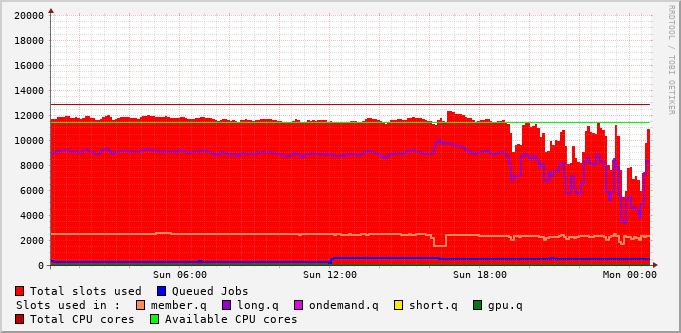 20000
18000
16000
14000
12000
10000
8000
6000
4000
2000
0
Sun 06:00 Sun 12:00 Sun 18:00 Mon 00:00
RRDTOOL / TOBI OETIKER
Total slots used Queued Jobs
Slots used in : member.q long.q ondemand.q short.q gpu.q
Total CPU cores Available CPU cores